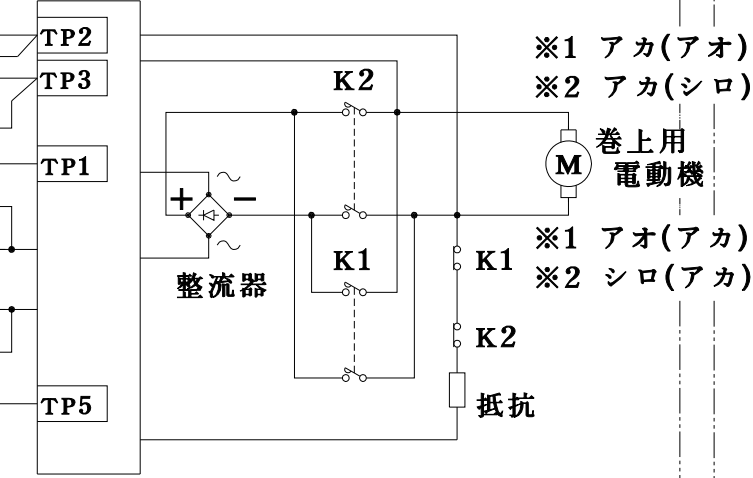 TP2
※1 アカ(アオ)
TP3
K2
※2 アカ(シロ)
巻上用
電動機
TP1
M
+ −
※1 アオ(アカ)
K1
K1
※2 シロ(アカ)
整流器
K2
TP5
抵抗